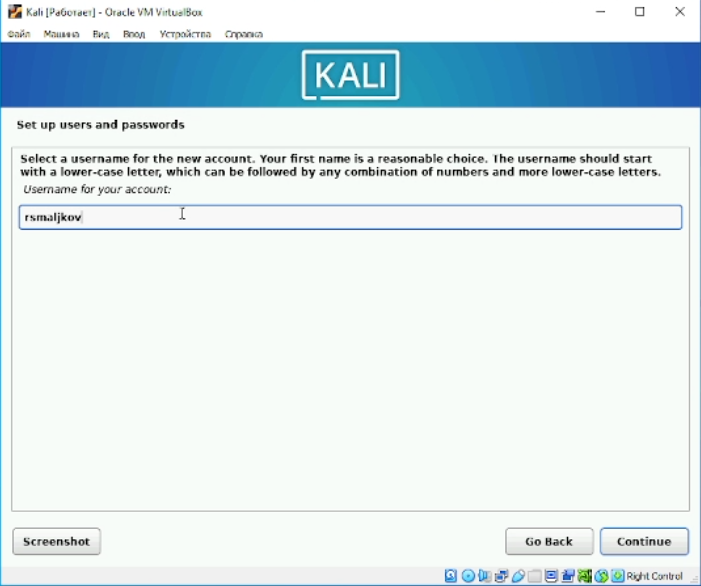 Kali [Работает] - Oracle VM VirtualBox
Файл Машина Вид Ввод Устройства Справка
KALI
Set up users and passwords
Select a username for the new account. Your first name is a reasonable choice. The username should start
with a lower-case letter, which can be followed by any combination of numbers and more lower-case letters.
Username for your account:
rsmaljkov
Screenshot Go Back Continue
Right Control